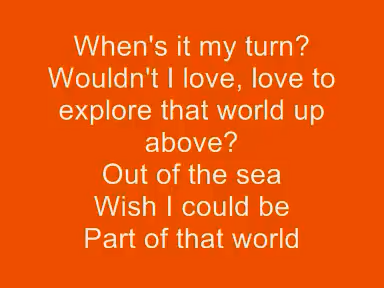 When's it my turn?
Wouldn't I love, love to
explore that world up
above?
Out of the sea
Wish I could be
Part of that world